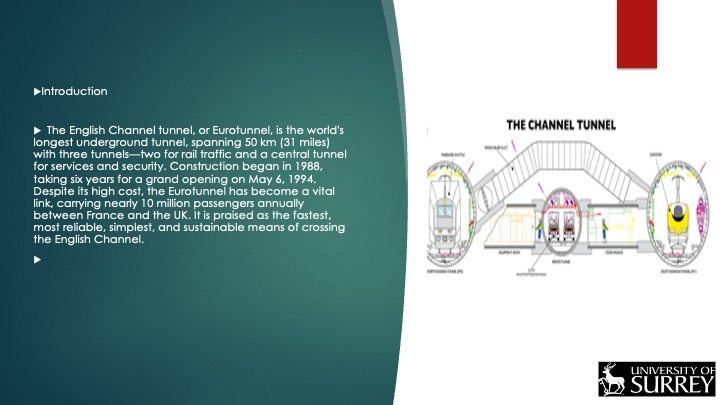 Introduction
The English Channel tunnel, or Eurotunnel, is the world's
longest underground tunnel, spanning 50 km (31 miles)
with three tunnels—two for rail traffic and a central tunnel
for services and security. Construction began in 1988,
taking six years for a grand opening on May 6, 1994.
Despite its high cost, the Eurotunnel has become a vital
link, carrying nearly 10 million passengers annually
between France and the UK. It is praised as the fastest,
most reliable, simplest, and sustainable means of crossing
the English Channel.
THE CHANNEL TUNNEL
UNIVERSITY OF
SURREY